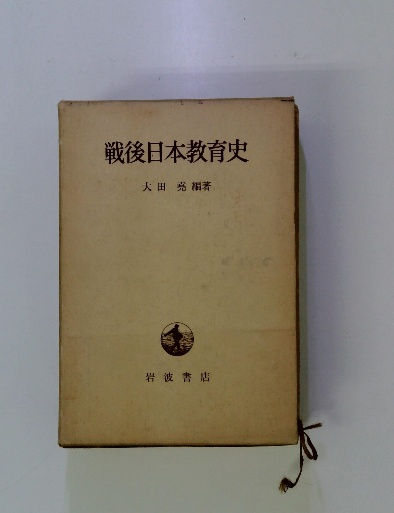 戦後日本教育史
大田堯編著
岩波書店